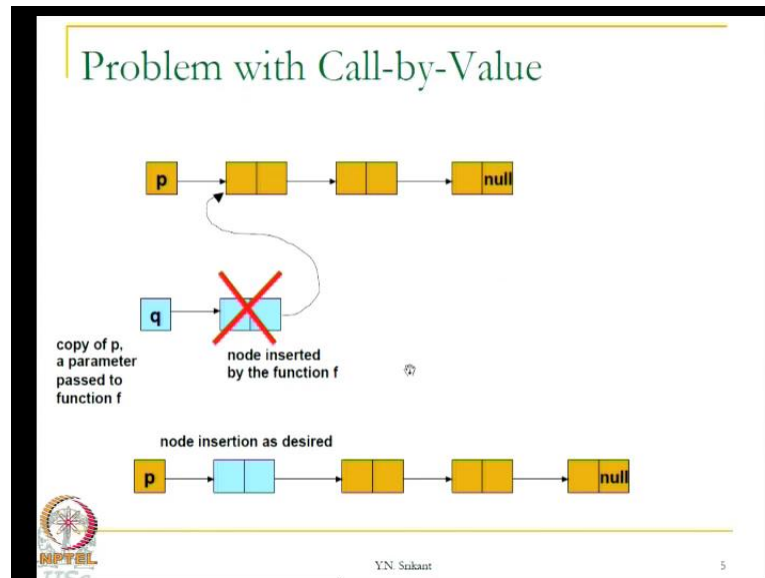 Problem with Call-by-Value
p
null
q
copy of p,
a parameter
passed to
function f
node inserted
by the function f
node insertion as desired
p
null
NPTEL
Y.N. Srikant
5